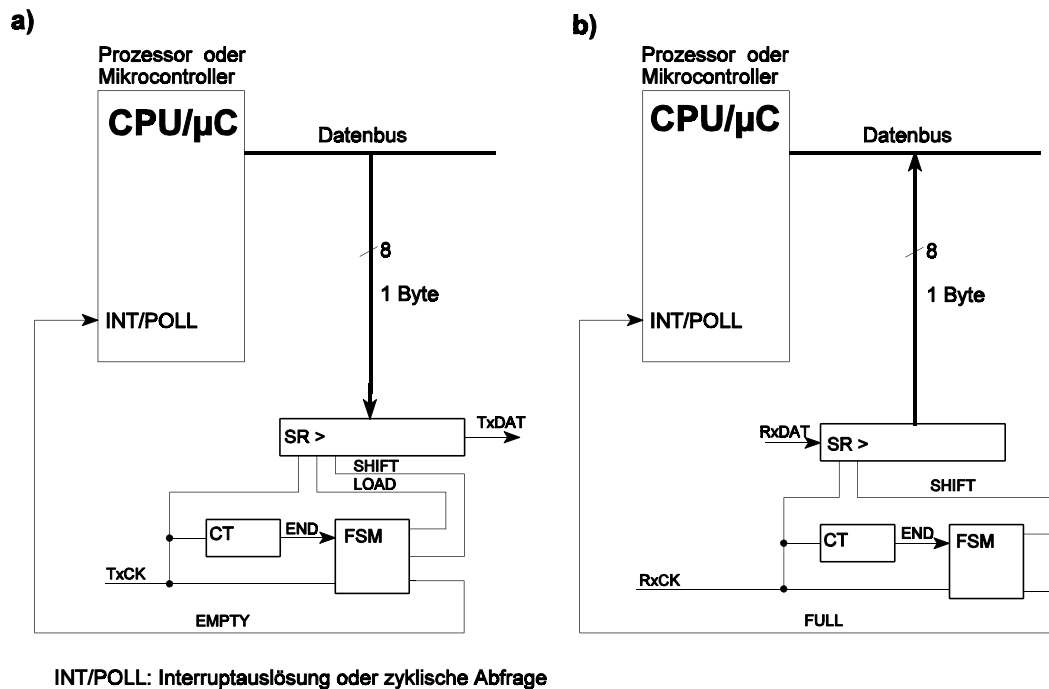 a)
Prozessor oder
Mikrocontroller
CPU/µC
Datenbus
8
1 Byte
INT/POLL
TxDAT
SR >
SHIFT
LOAD
CT
END
FSM
TxCK
EMPTY
b)
Prozessor oder
Mikrocontroller
CPU/µC
Datenbus
8
1 Byte
INT/POLL
RxDAT
SR >
SHIFT
CT
END
FSM
RxCK
FULL
INT/POLL: Interruptauslösung oder zyklische Abfrage